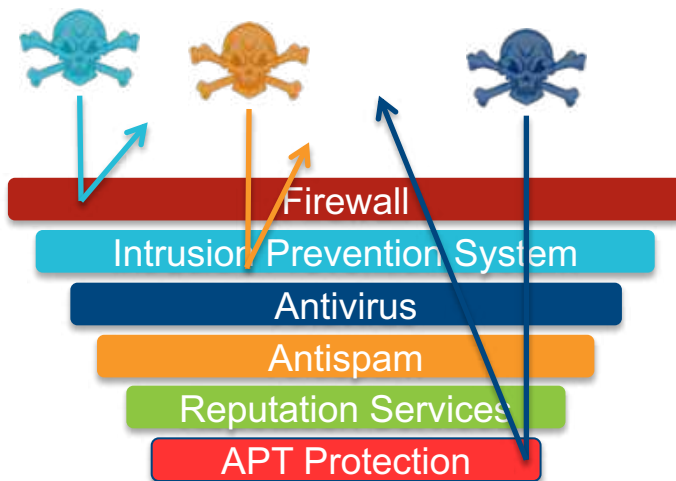 Firewall
Intrusion Prevention System
Antivirus
Antispam
Reputation Services
APT Protection